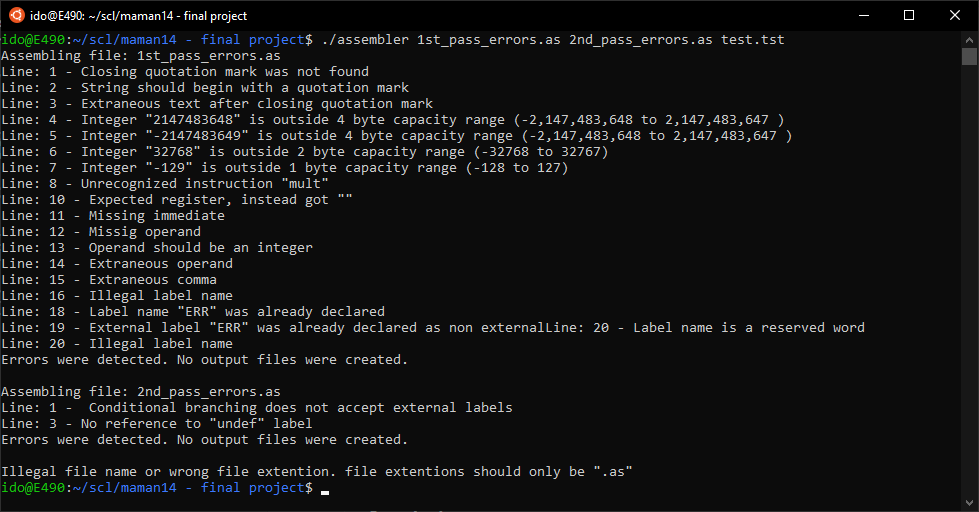 ido@E490: ~/scl/maman14 - final project
ido@E490:~/scl/maman14 - final project$ ./assembler 1st_pass_errors.as 2nd_pass_errors.as test.tst
Assembling file: 1st_pass_errors.as
Line: 1 - Closing quotation mark was not found
Line: 2 - String should begin with a quotation mark
Line: 3 - Extraneous text after closing quotation mark
Line: 4 - Integer "2147483648" is outside 4 byte capacity range (-2,147,483,648 to 2,147,483,647 )
Line: 5 - Integer "-2147483649" is outside 4 byte capacity range (-2,147,483,648 to 2,147,483,647 )
Line: 6 - Integer "32768" is outside 2 byte capacity range (-32768 to 32767)
Line: 7 - Integer "-129" is outside 1 byte capacity range (-128 to 127)
Line: 8 - Unrecognized instruction "mult"
Line: 10 - Expected register, instead got ""
Line: 11 - Missing immediate
Line: 12 - Missig operand
Line: 13 - Operand should be an integer
Line: 14 - Extraneous operand
Line: 15 - Extraneous comma
Line: 16 - Illegal label name
Line: 18 - Label name "ERR" was already declared
Line: 19 - External label "ERR" was already declared as non externalLine: 20 - Label name is a reserved word
Line: 20 - Illegal label name
Errors were detected. No output files were created.
Assembling file: 2nd_pass_errors.as
Line: 1 -  Conditional branching does not accept external labels
Line: 3 - No reference to "undef" label
Errors were detected. No output files were created.
Illegal file name or wrong file extention. file extentions should only be ".as"
ido@E490:~/scl/maman14 - final project$